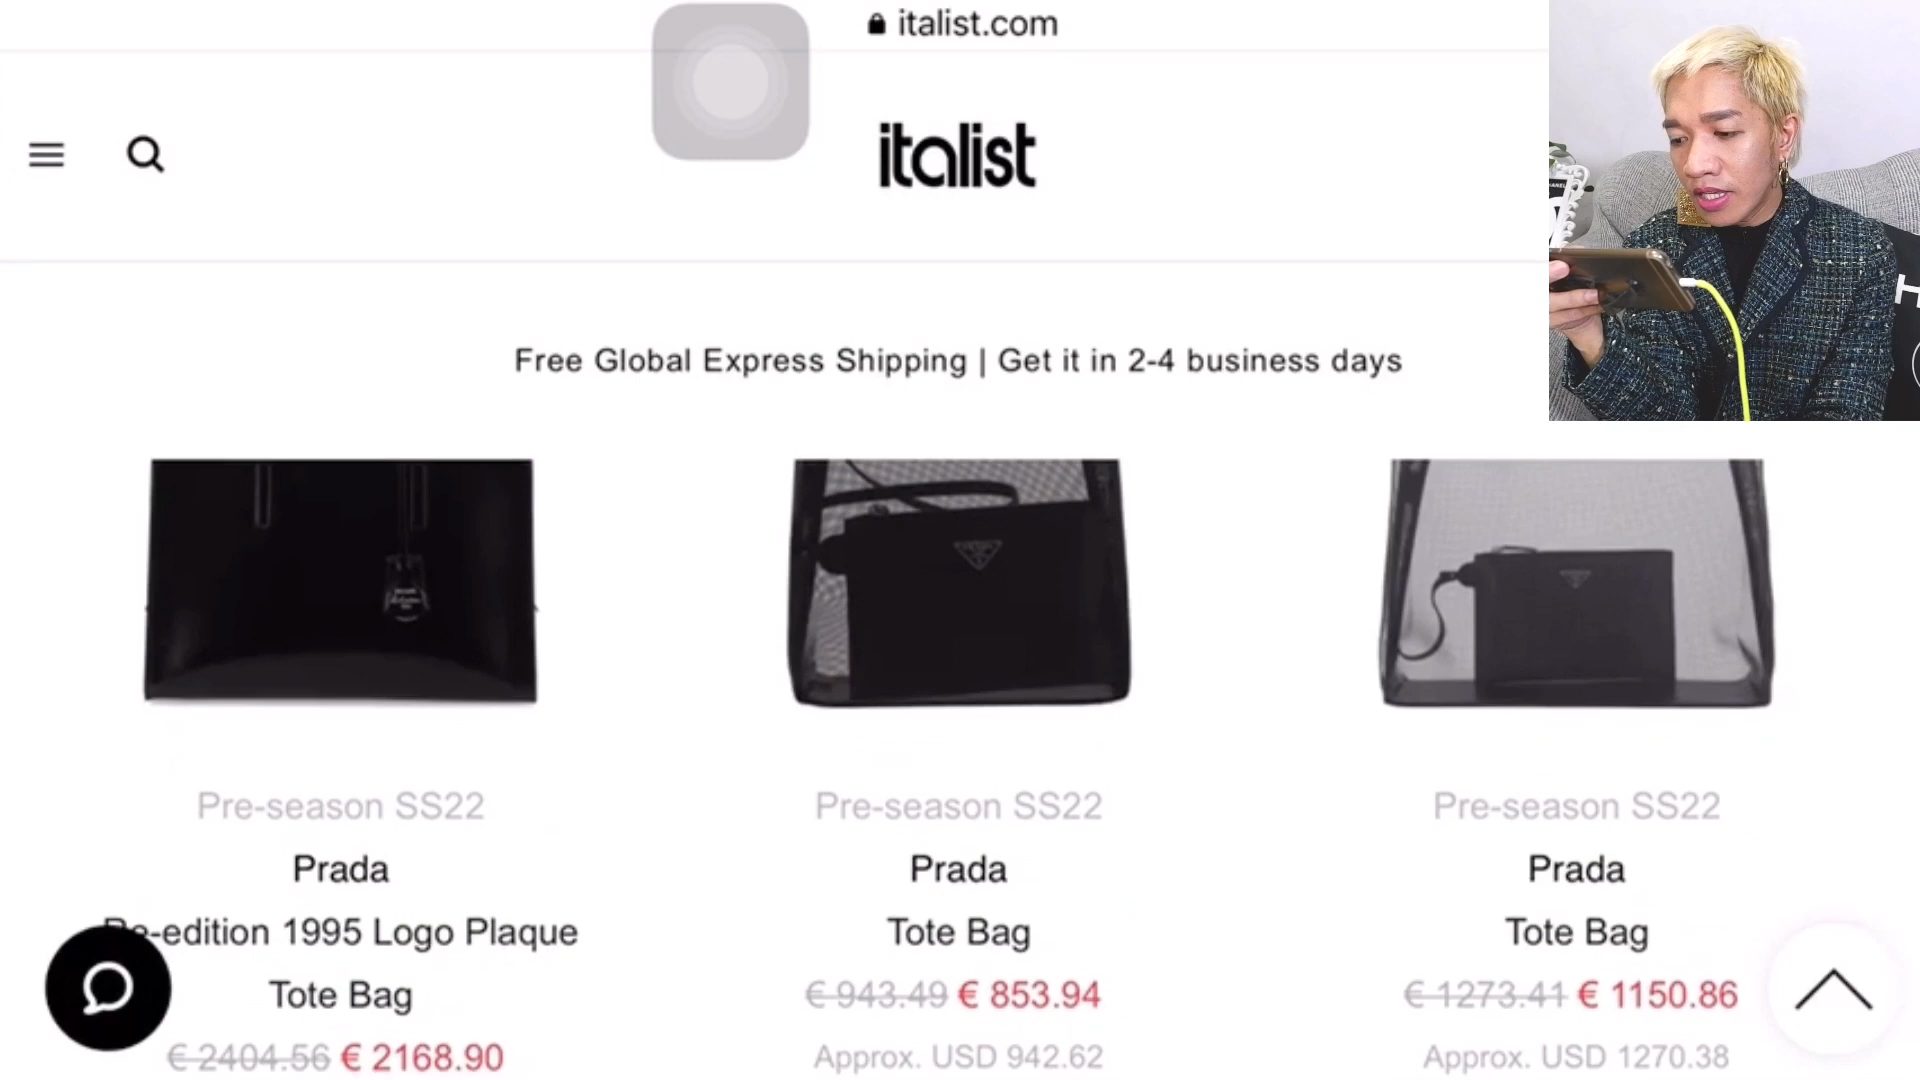 italist.com
italist
Free Global Express Shipping | Get it in 2-4 business days
Pre-season SS22
Prada
Re-edition 1995 Logo Plaque
Tote Bag
€ 2404.56 € 2168.90
Pre-season SS22
Prada
Tote Bag
€ 943.49 € 853.94
Approx. USD 942.62
Pre-season SS22
Prada
Tote Bag
€ 1273.41 € 1150.86
Approx. USD 1270.38